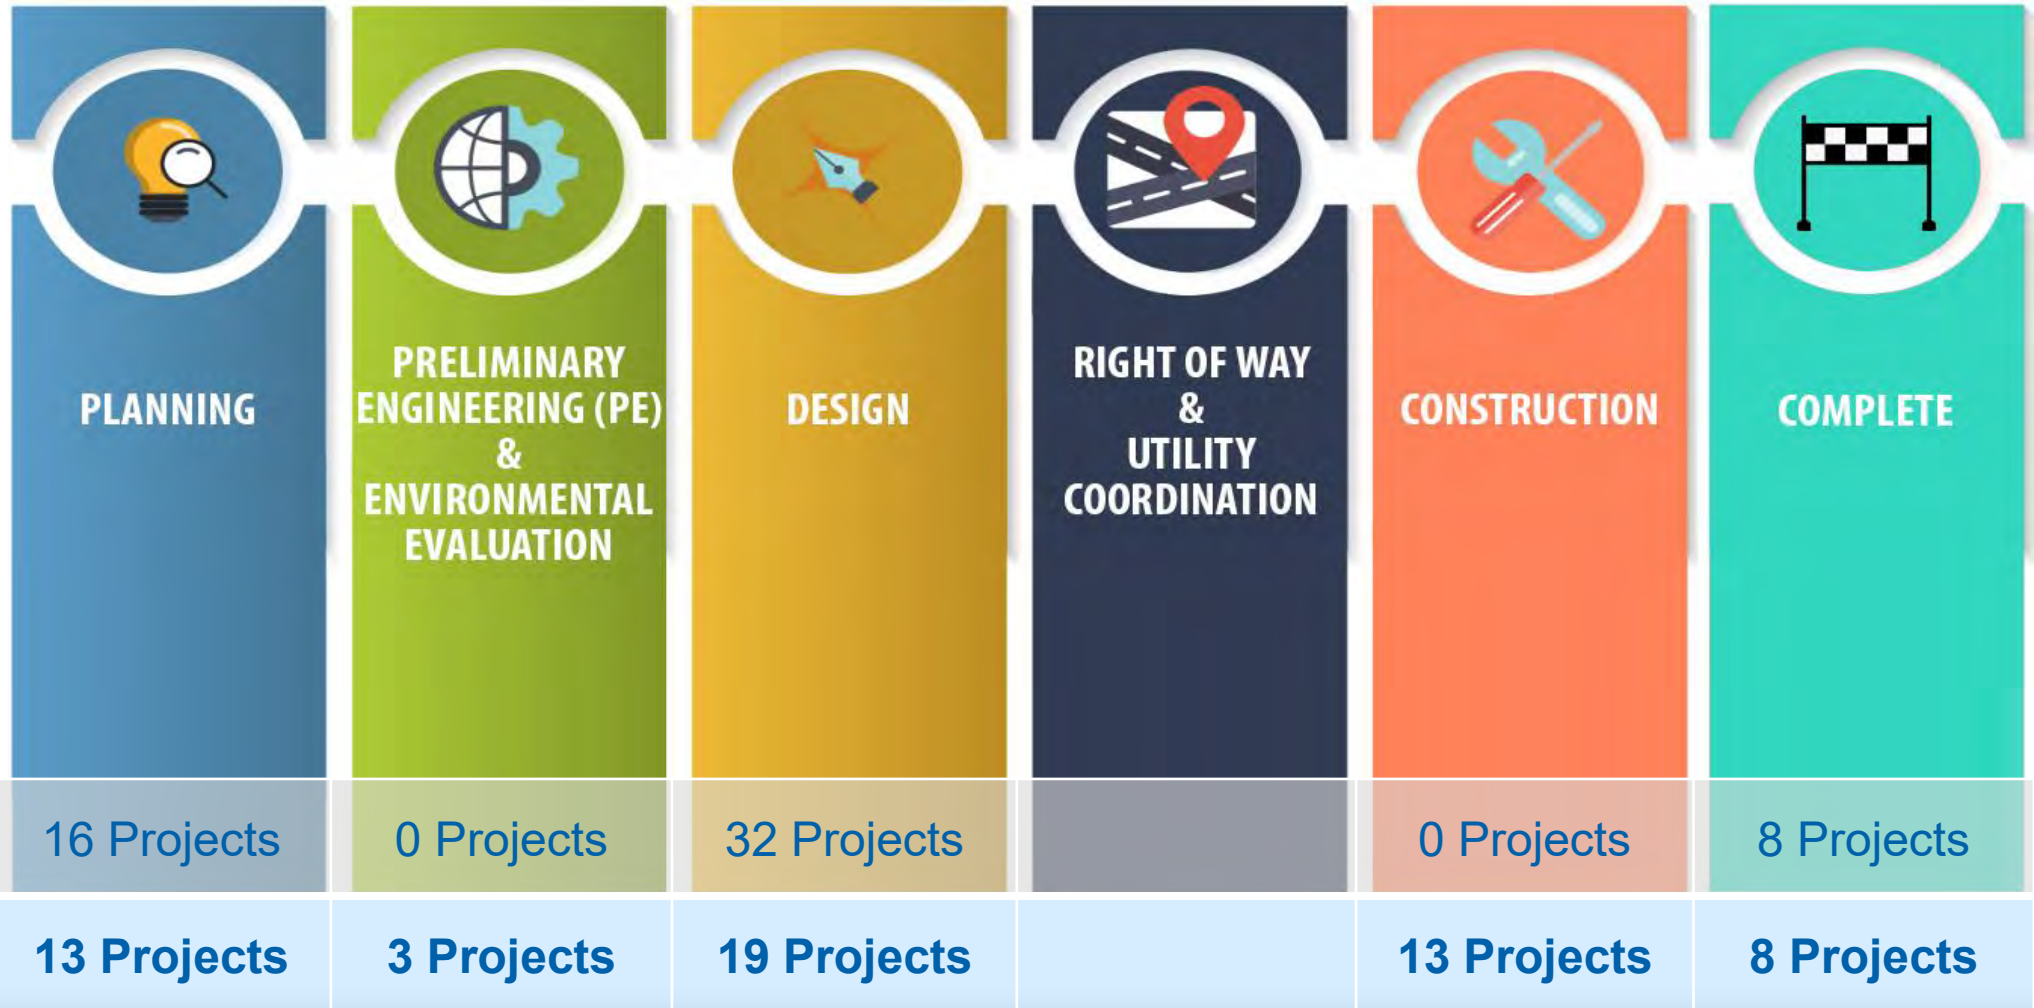 PLANNING
PRELIMINARY
ENGINEERING (PE)
&
ENVIRONMENTAL
EVALUATION
DESIGN
RIGHT OF WAY
&
UTILITY
COORDINATION
CONSTRUCTION
COMPLETE
16 Projects
0 Projects
32 Projects
0 Projects
8 Projects
13 Projects
3 Projects
19 Projects
13 Projects
8 Projects